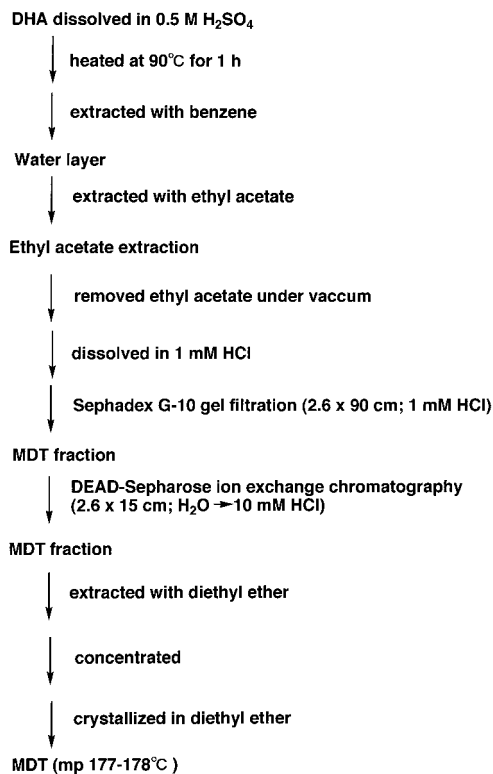 DHA dissolved in 0.5 M H₂SO₄
heated at 90℃ for 1 h
extracted with benzene
Water layer
extracted with ethyl acetate
Ethyl acetate extraction
removed ethyl acetate under vaccum
dissolved in 1 mM HCl
Sephadex G-10 gel filtration (2.6 x 90 cm; 1 mM HCl)
MDT fraction
DEAD-Sepharose ion exchange chromatography
(2.6 x 15 cm; H₂O → 10 mM HCl)
MDT fraction
extracted with diethyl ether
concentrated
crystallized in diethyl ether
MDT (mp 177-178℃ )